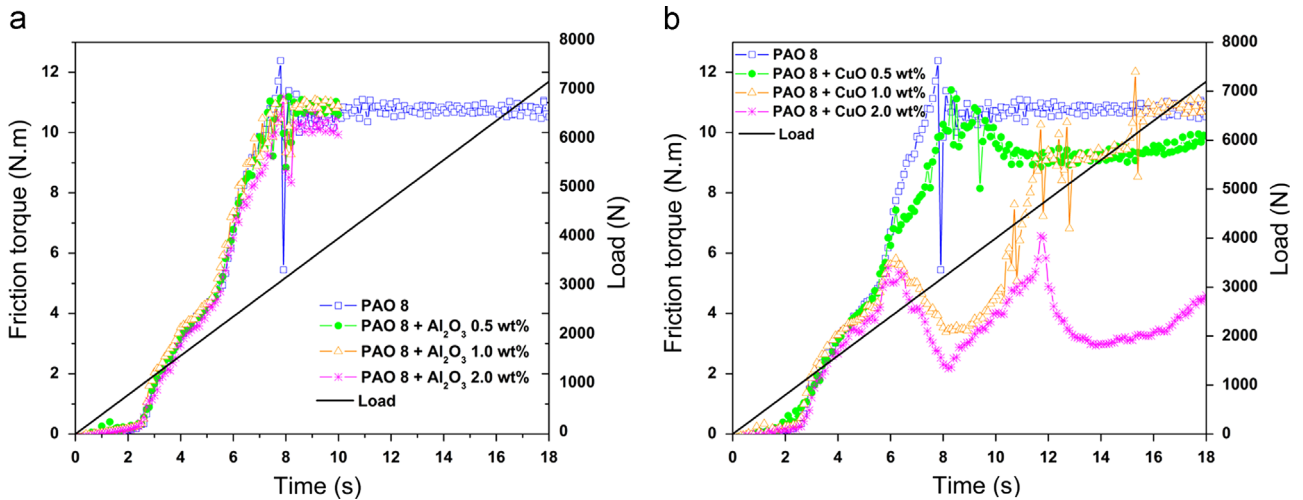 a
Friction torque (N.m)
12
10
8
6
4
2
0
8000
7000
6000
5000
4000
3000
2000
1000
0
Load (N)
PAO 8
PAO 8 + Al₂O₃ 0.5 wt%
PAO 8 + Al₂O₃ 1.0 wt%
PAO 8 + Al₂O₃ 2.0 wt%
Load
0 2 4 6 8 10 12 14 16 18
Time (s)
b
Friction torque (N.m)
12
10
8
6
4
2
0
PAO 8
PAO 8 + CuO 0.5 wt%
PAO 8 + CuO 1.0 wt%
PAO 8 + CuO 2.0 wt%
Load
8000
7000
6000
5000
4000
3000
2000
1000
0
Load (N)
0 2 4 6 8 10 12 14 16 18
Time (s)